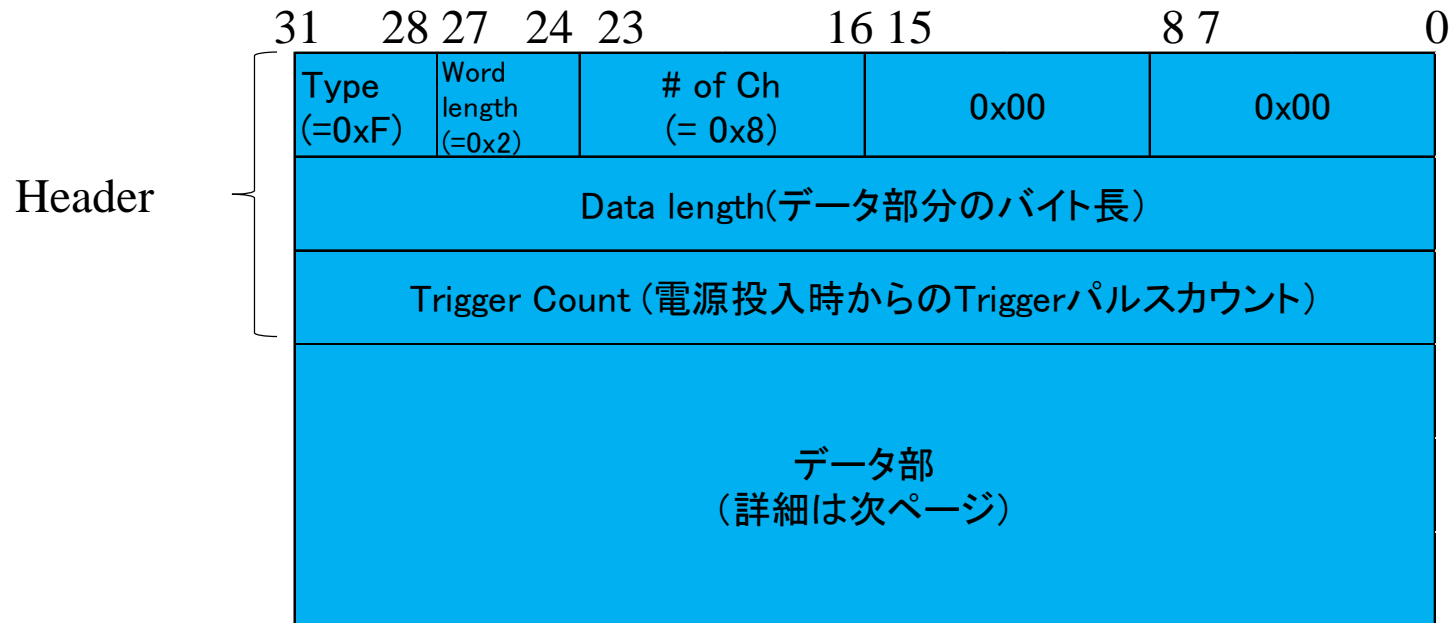 31 28 27 24 23 16 15 8 7 0
Type
(=0xF)
Word
length
(=0x2)
# of Ch
(= 0x8)
0x00
0x00
Header
Data length(データ部分のバイト長)
Trigger Count (電源投入時からのTriggerパルスカウント)
データ部
(詳細は次ページ)